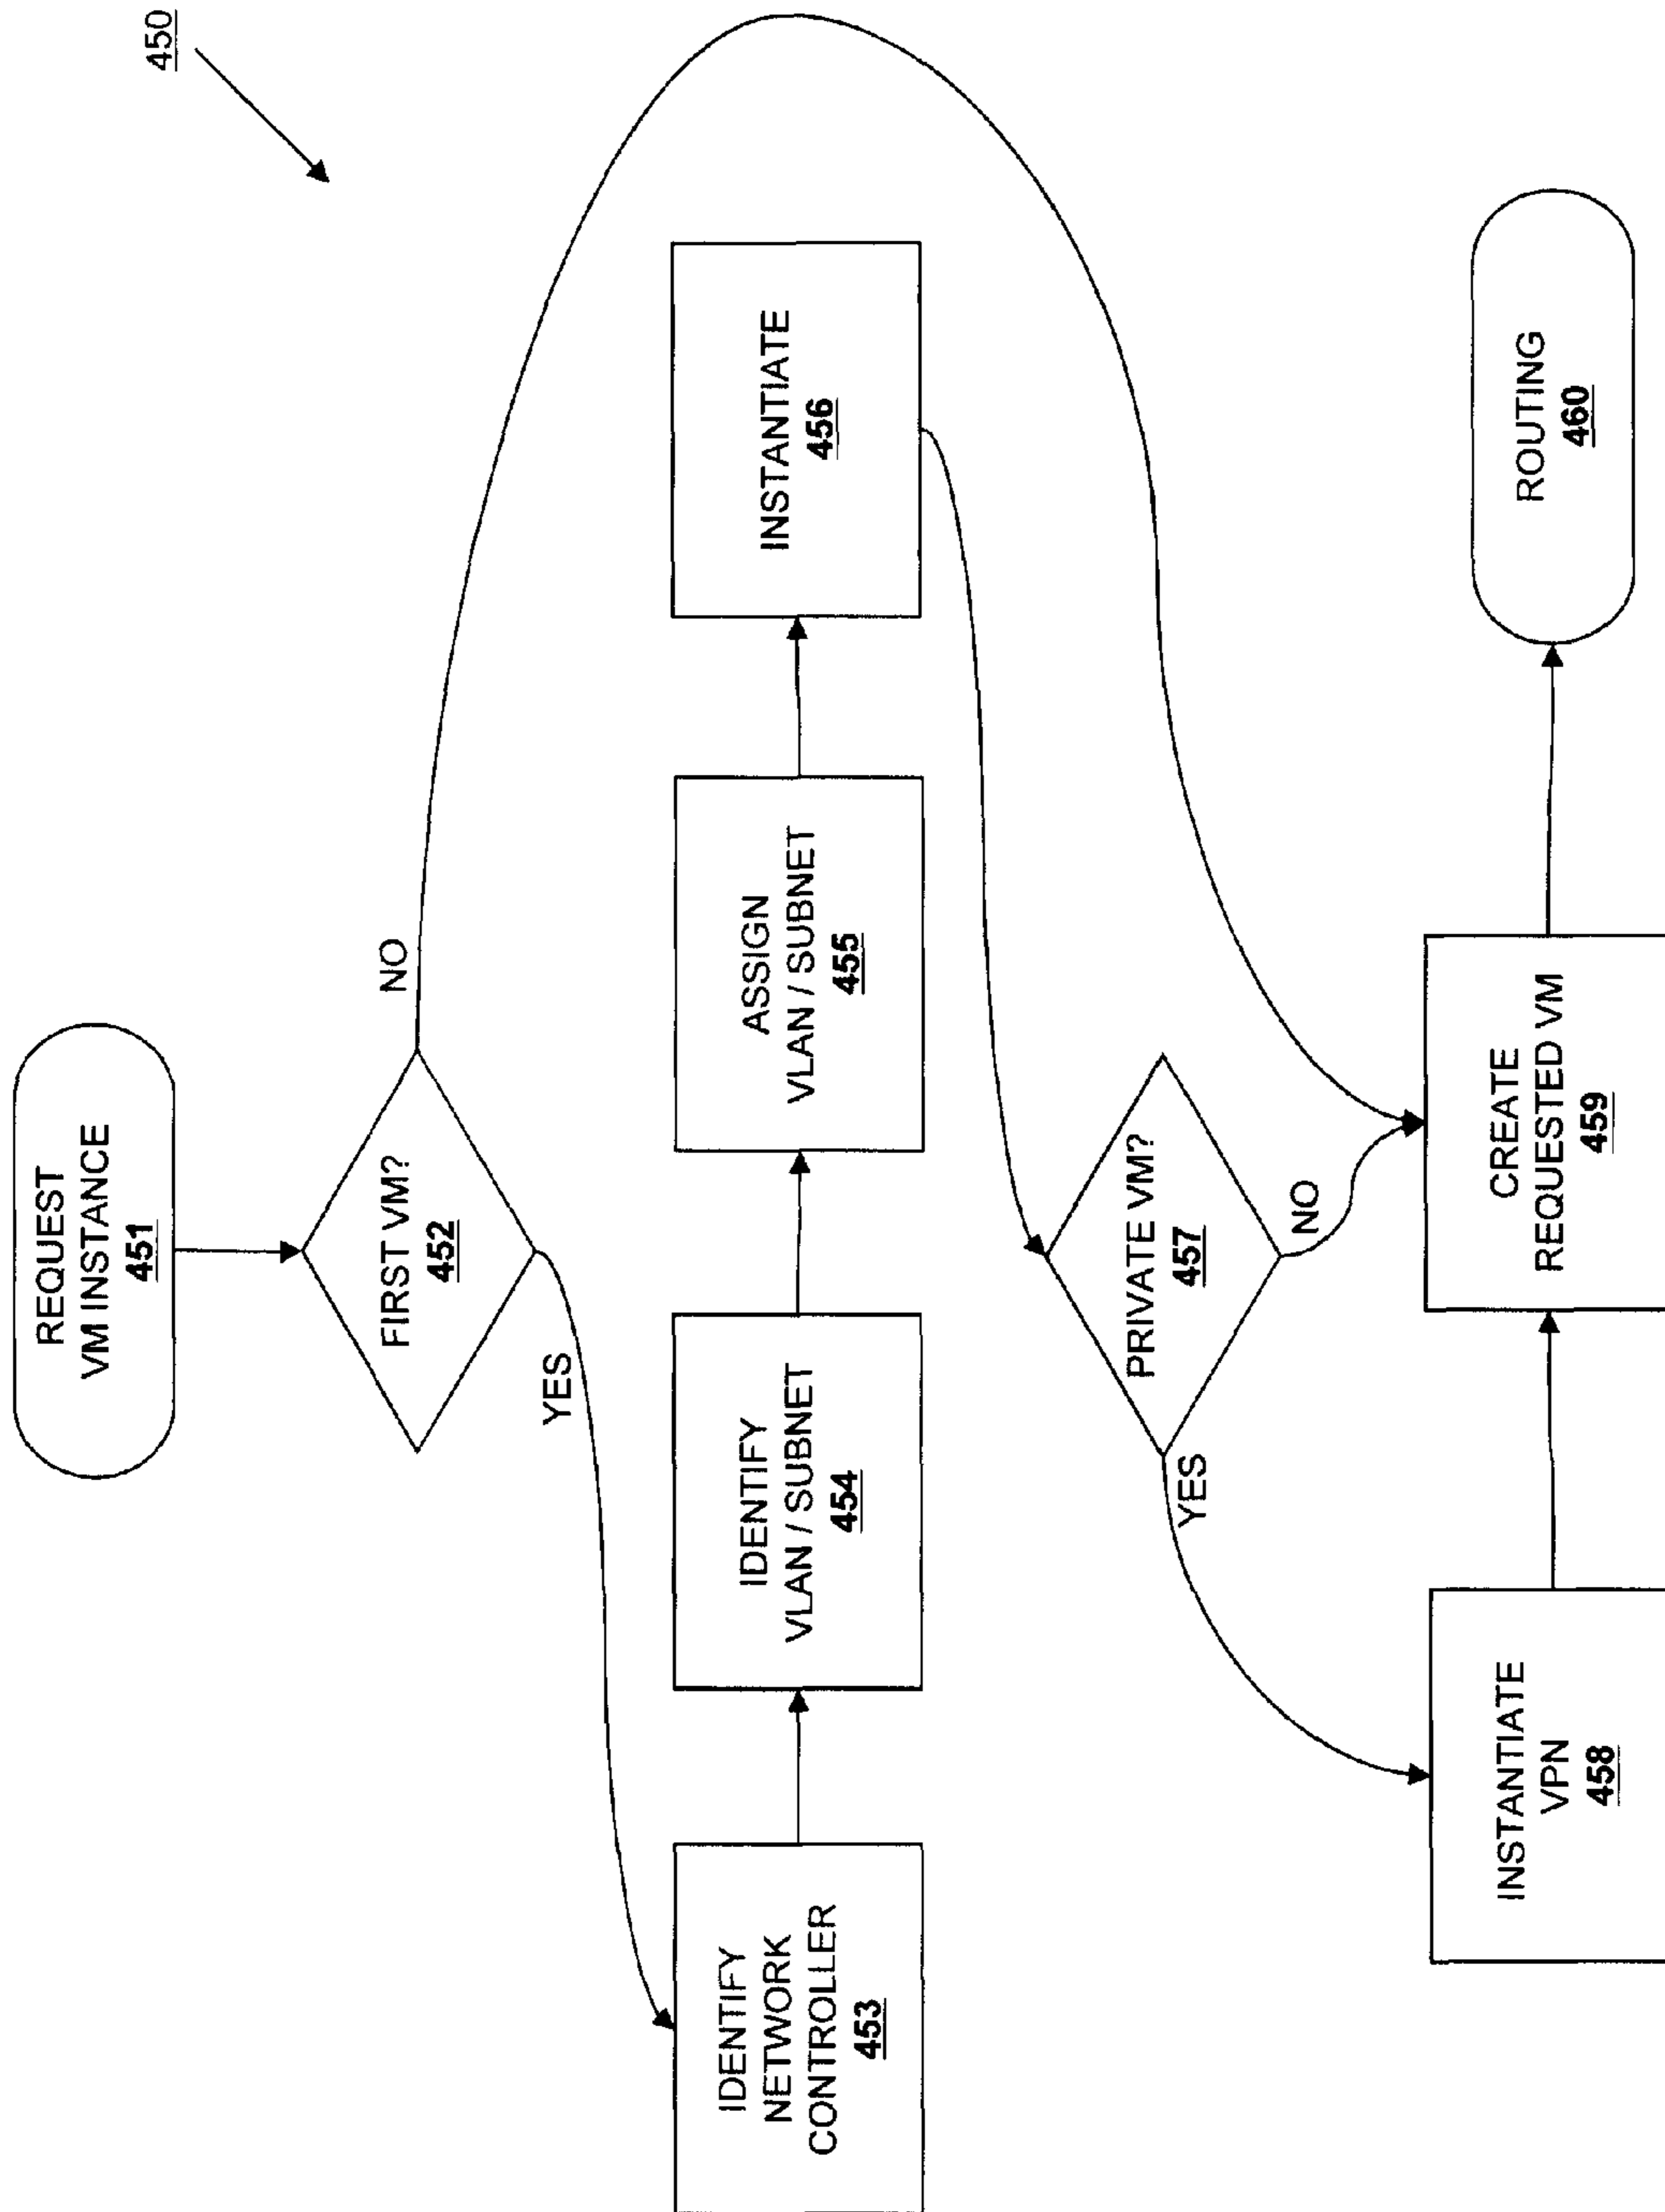 450
REQUEST
VM INSTANCE
451
FIRST VM?
452
NO
YES
IDENTIFY
NETWORK
CONTROLLER
453
IDENTIFY
VLAN / SUBNET
454
ASSIGN
VLAN / SUBNET
455
INSTANTIATE
456
PRIVATE VM?
457
YES
NO
INSTANTIATE
VPN
458
CREATE
REQUESTED VM
459
ROUTING
460